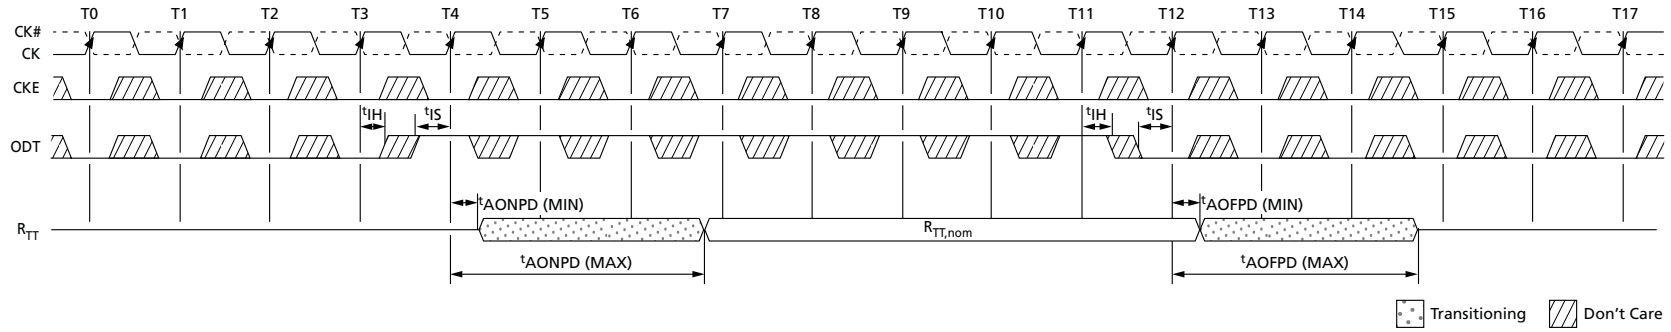 T0 T1 T2 T3 T4 T5 T6 T7 T8 T9 T10 T11 T12 T13 T14 T15 T16 T17
CK#
CK
CKE
tIH tIS tIH tIS
ODT
tAONPD (MIN) tAOFPD (MIN)
RTT RTT,nom
tAONPD (MAX) tAOFPD (MAX)
Transitioning Don't Care